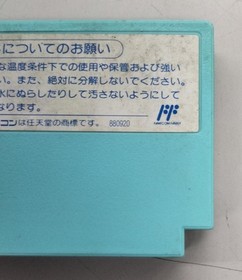 についてのお願い
な温度条件下での使用や保管および強い
い。また、絶対に分解しないでください。
水にぬらしたりして汚さないようにして
なります。
コンは任天堂の商標です。 880920